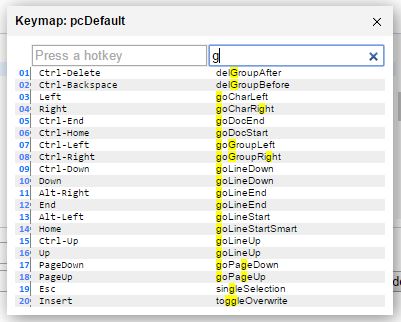 Keymap: pcDefault
Press a hotkey g
01 Ctrl-Delete delGroupAfter
02 Ctrl-Backspace delGroupBefore
03 Left goCharLeft
04 Right goCharRight
05 Ctrl-End goDocEnd
06 Ctrl-Home goDocStart
07 Ctrl-Left goGroupLeft
08 Ctrl-Right goGroupRight
09 Ctrl-Down goLineDown
10 Down goLineDown
11 Alt-Right goLineEnd
12 End goLineEnd
13 Alt-Left goLineStart
14 Home goLineStartSmart
15 Ctrl-Up goLineUp
16 Up goLineUp
17 PageDown goPageDown
18 PageUp goPageUp
19 Esc singleSelection
20 Insert toggleOverwrite